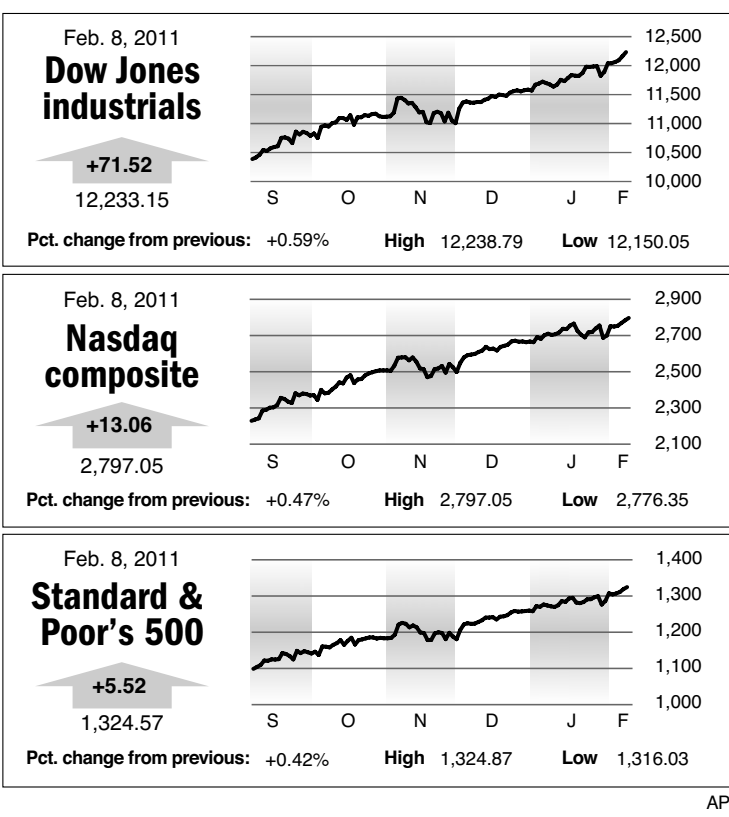 Feb. 8, 2011
Dow Jones
industrials
+71.52
12,233.15
12,500
12,000
11,500
11,000
10,500
10,000
S O N D J F
Pct. change from previous: +0.59% High 12,238.79 Low 12,150.05
Feb. 8, 2011
Nasdaq
composite
+13.06
2,797.05
2,900
2,700
2,500
2,300
2,100
S O N D J F
Pct. change from previous: +0.47% High 2,797.05 Low 2,776.35
Feb. 8, 2011
Standard &
Poor's 500
+5.52
1,324.57
1,400
1,300
1,200
1,100
1,000
S O N D J F
Pct. change from previous: +0.42% High 1,324.87 Low 1,316.03
AP